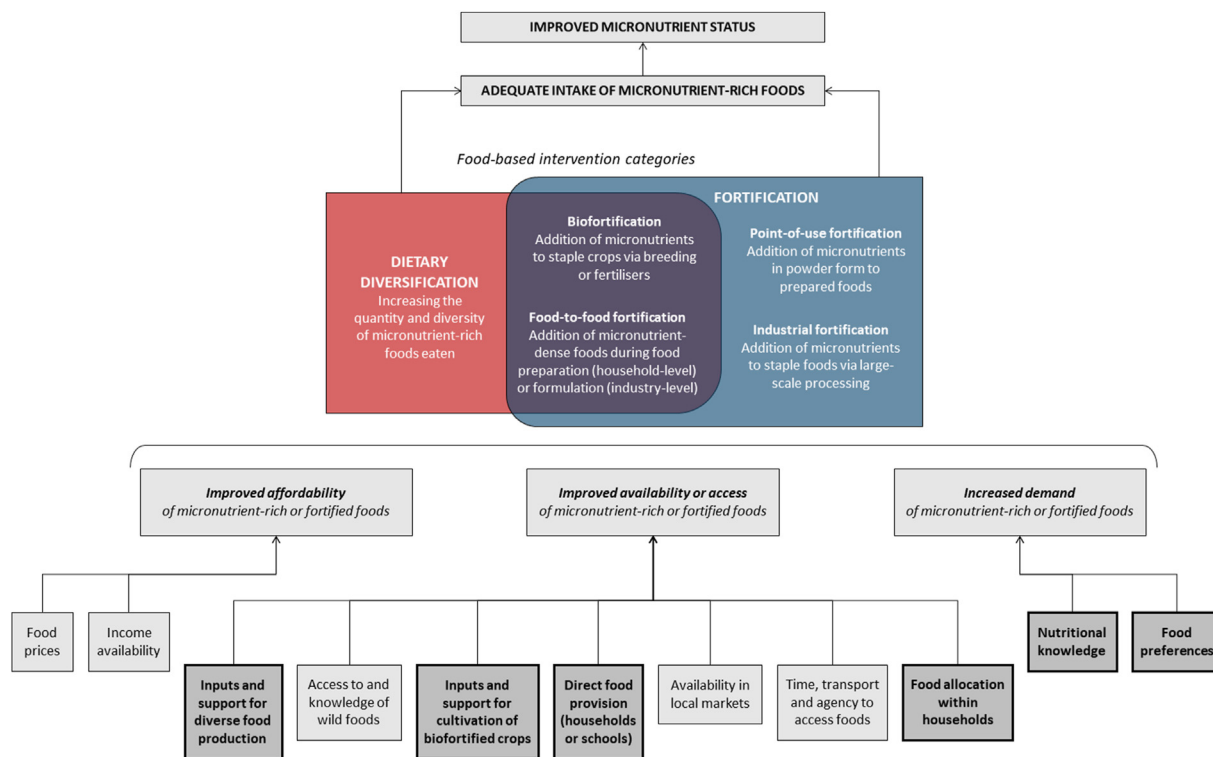 IMPROVED MICRONUTRIENT STATUS
ADEQUATE INTAKE OF MICRONUTRIENT-RICH FOODS
Food-based intervention categories
DIETARY
DIVERSIFICATION
Increasing the
quantity and diversity
of micronutrient-rich
foods eaten
Biofortification
Addition of micronutrients
to staple crops via breeding
or fertilisers
Food-to-food fortification
Addition of micronutrient-
dense foods during food
preparation (household-level)
or formulation (industry-level)
FORTIFICATION
Point-of-use fortification
Addition of micronutrients
in powder form to
prepared foods
Industrial fortification
Addition of micronutrients
to staple foods via large-
scale processing
Improved affordability
of micronutrient-rich or fortified foods
Improved availability or access
of micronutrient-rich or fortified foods
Increased demand
of micronutrient-rich or fortified foods
Food
prices
Income
availability
Inputs and
support for
diverse food
production
Access to and
knowledge of
wild foods
Inputs and
support for
cultivation of
biofortified crops
Direct food
provision
(households
or schools)
Availability in
local markets
Time, transport
and agency to
access foods
Food allocation
within
households
Nutritional
knowledge
Food
preferences